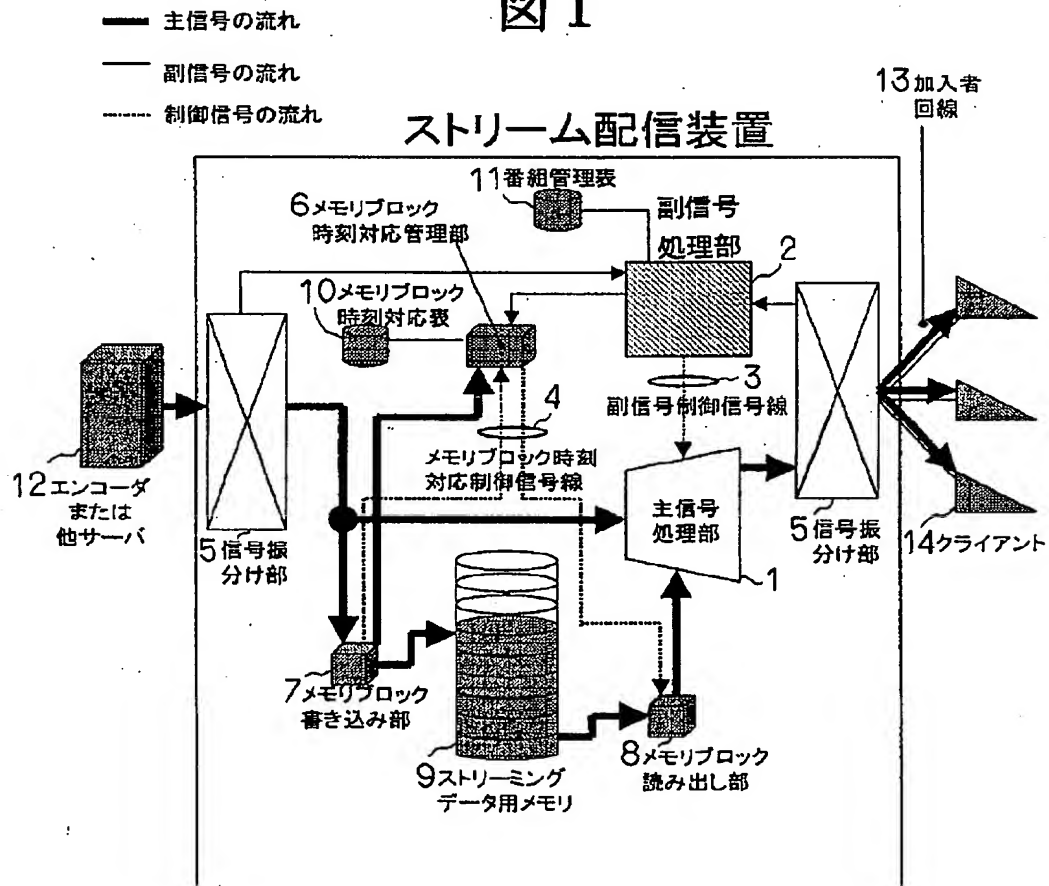 図1
主信号の流れ
副信号の流れ
制御信号の流れ
ストリーム配信装置
13加入者
回線
11番組管理表
6メモリブロック
時刻対応管理部
副信号
処理部
2
10メモリブロック
時刻対応表
3
副信号制御信号線
4
メモリブロック時刻
対応制御信号線
12エンコーダ
または
他サーバ
5信号振
分け部
主信号
処理部
1
5信号振
分け部
14クライアント
7メモリブロック
書き込み部
9ストリーミング
データ用メモリ
8メモリブロック
読み出し部